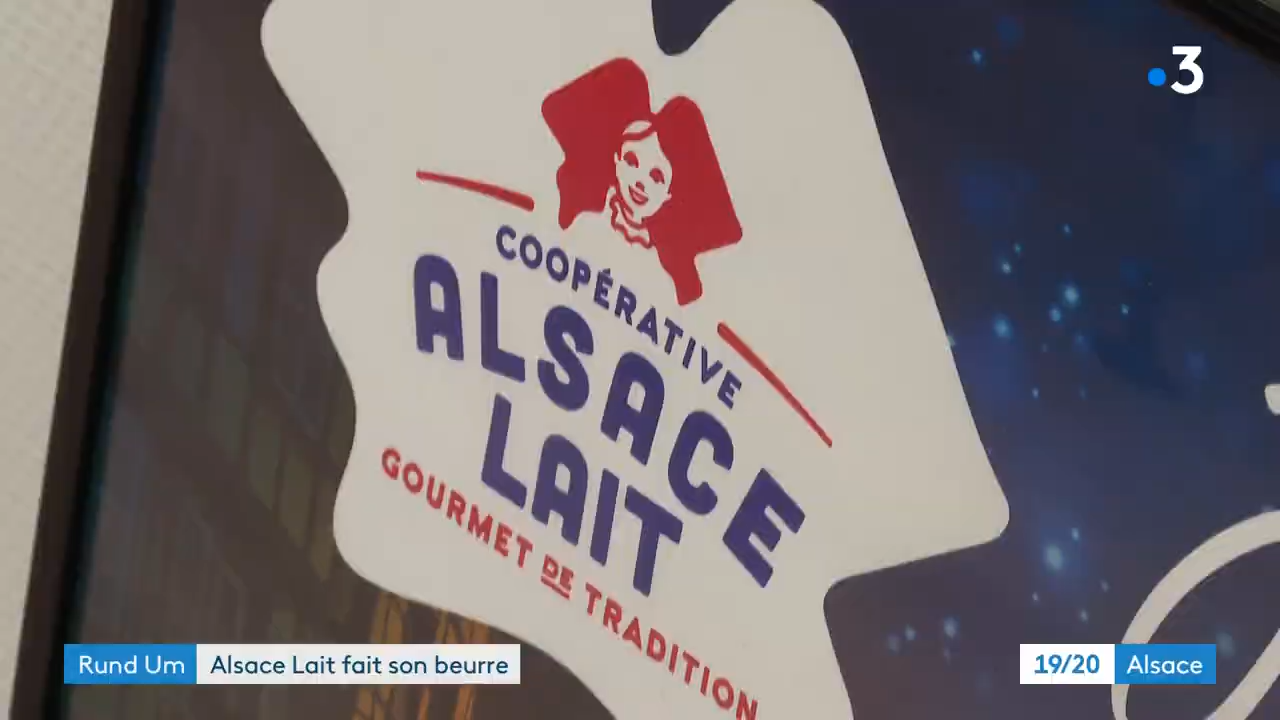 3
COOPÉRATIVE
ALSACE
LAIT
GOURMET DE TRADITION
Rund Um
Alsace Lait fait son beurre
19/20
Alsace